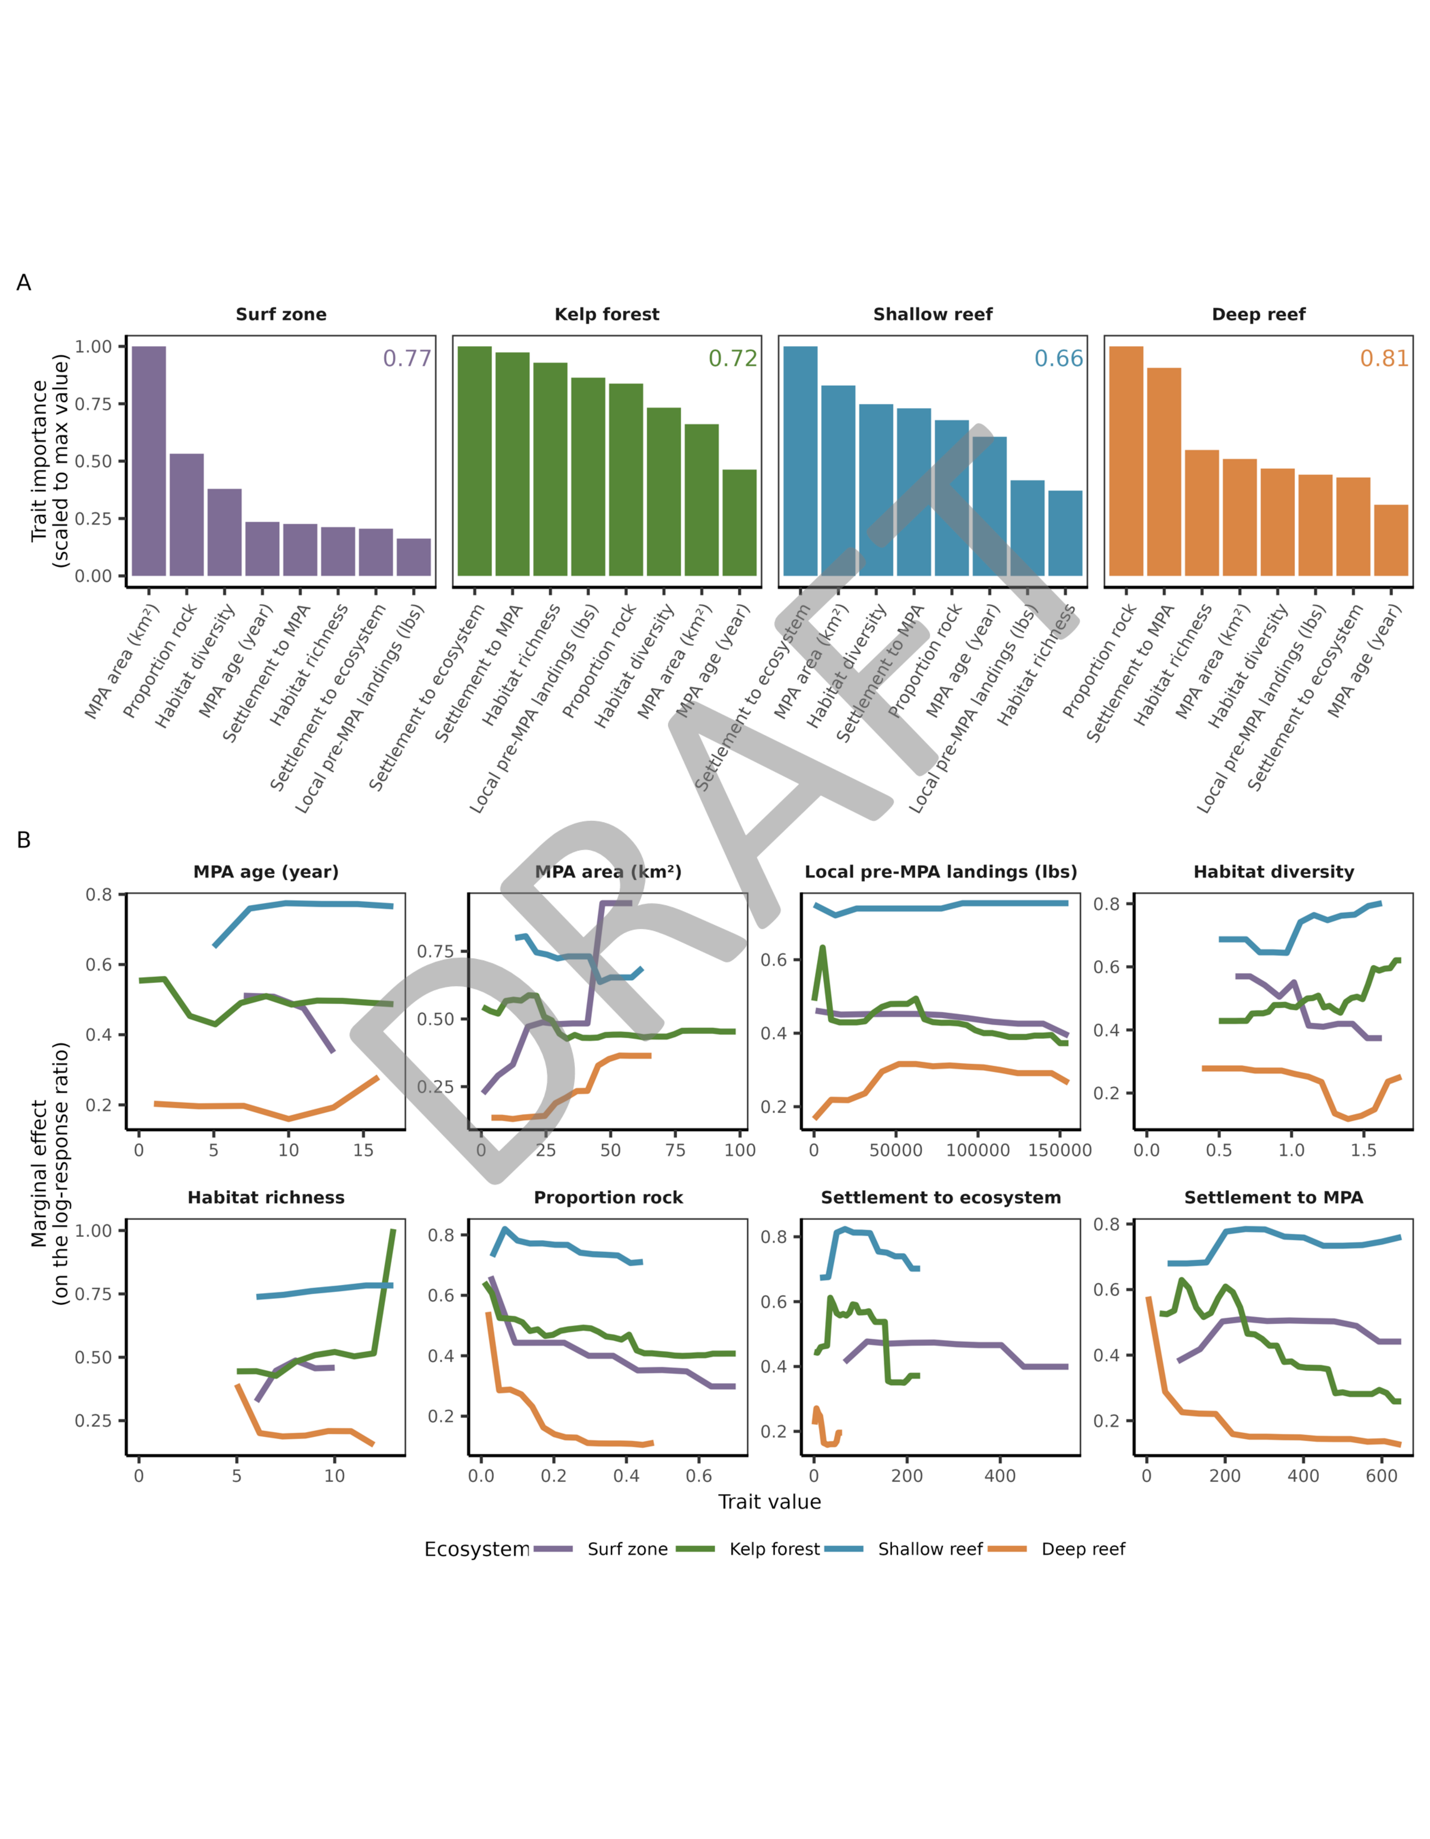 A
Surf zone
Kelp forest
Shallow reef
Deep reef
Trait importance
(scaled to max value)
1.00
0.75
0.50
0.25
0.00
0.77
0.72
0.66
0.81
MPA area (km²)
Proportion rock
Habitat diversity
MPA age (year)
Settlement to MPA
Habitat richness
Settlement to ecosystem
Local pre-MPA landings (lbs)
Settlement to ecosystem
Settlement to MPA
Habitat richness
Local pre-MPA landings (lbs)
Proportion rock
Habitat diversity
MPA area (km²)
MPA age (year)
Settlement to ecosystem
MPA area (km²)
Habitat diversity
Settlement to MPA
Proportion rock
MPA age (year)
Local pre-MPA landings (lbs)
Habitat richness
Proportion rock
Settlement to MPA
Habitat richness
MPA area (km²)
Habitat diversity
Local pre-MPA landings (lbs)
Settlement to ecosystem
MPA age (year)
DRAFT
B
Marginal effect
(on the log-response ratio)
MPA age (year)
0.8
0.6
0.4
0.2
0 5 10 15
MPA area (km²)
0.75
0.50
0.25
0 25 50 75 100
Local pre-MPA landings (lbs)
0.6
0.4
0.2
0 50000 100000 150000
Habitat diversity
0.8
0.6
0.4
0.2
0.0 0.5 1.0 1.5
Habitat richness
1.00
0.75
0.50
0.25
0 5 10
Proportion rock
0.8
0.6
0.4
0.2
0.0 0.2 0.4 0.6
Settlement to ecosystem
0.8
0.6
0.4
0.2
0 200 400
Settlement to MPA
0.8
0.6
0.4
0.2
0 200 400 600
Trait value
Ecosystem Surf zone Kelp forest Shallow reef Deep reef